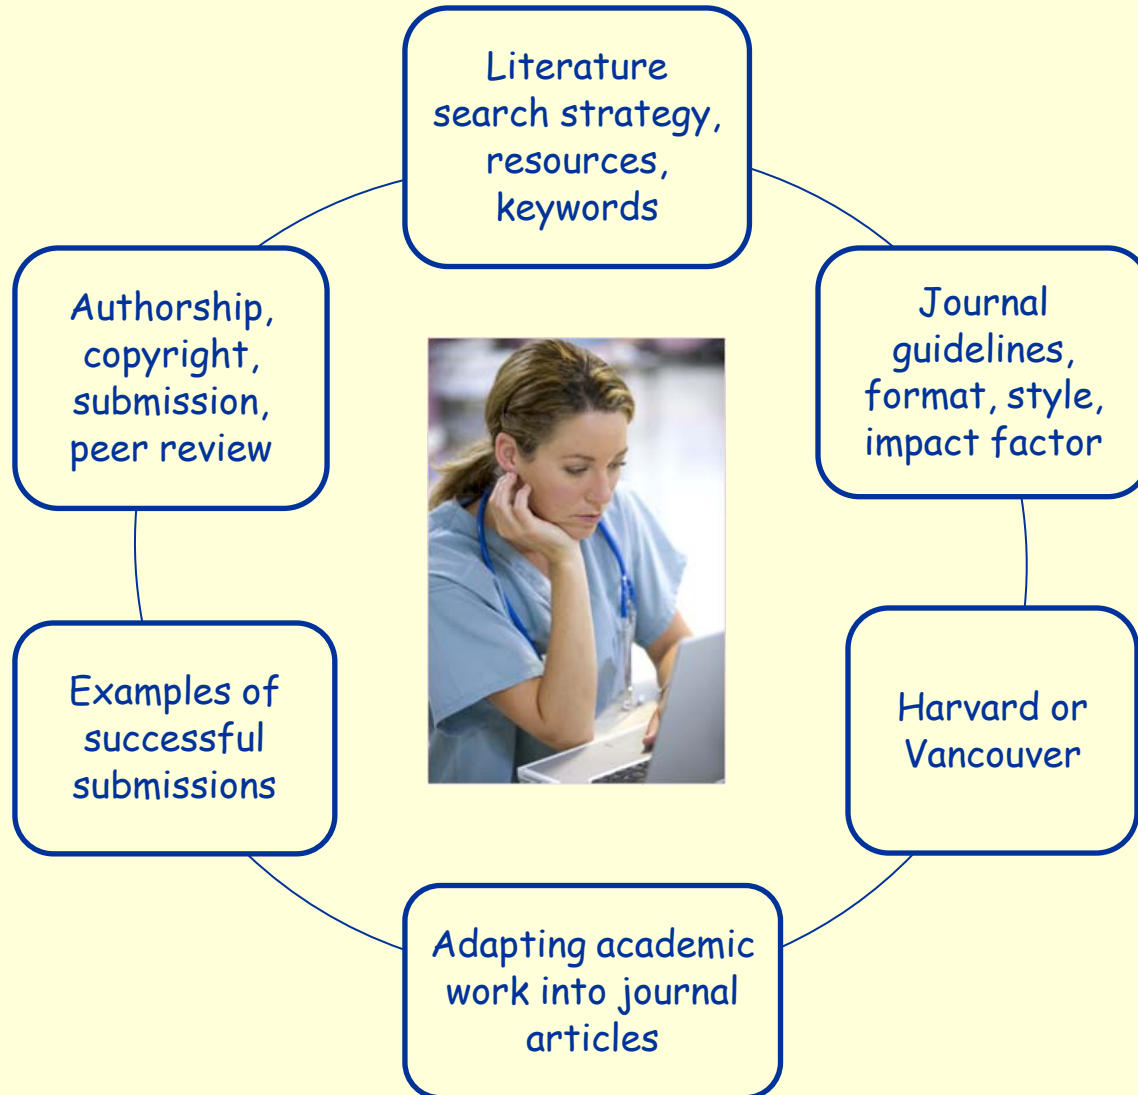 Literature
search strategy,
resources,
keywords
Journal
guidelines,
format, style,
impact factor
Harvard or
Vancouver
Adapting academic
work into journal
articles
Examples of
successful
submissions
Authorship,
copyright,
submission,
peer review